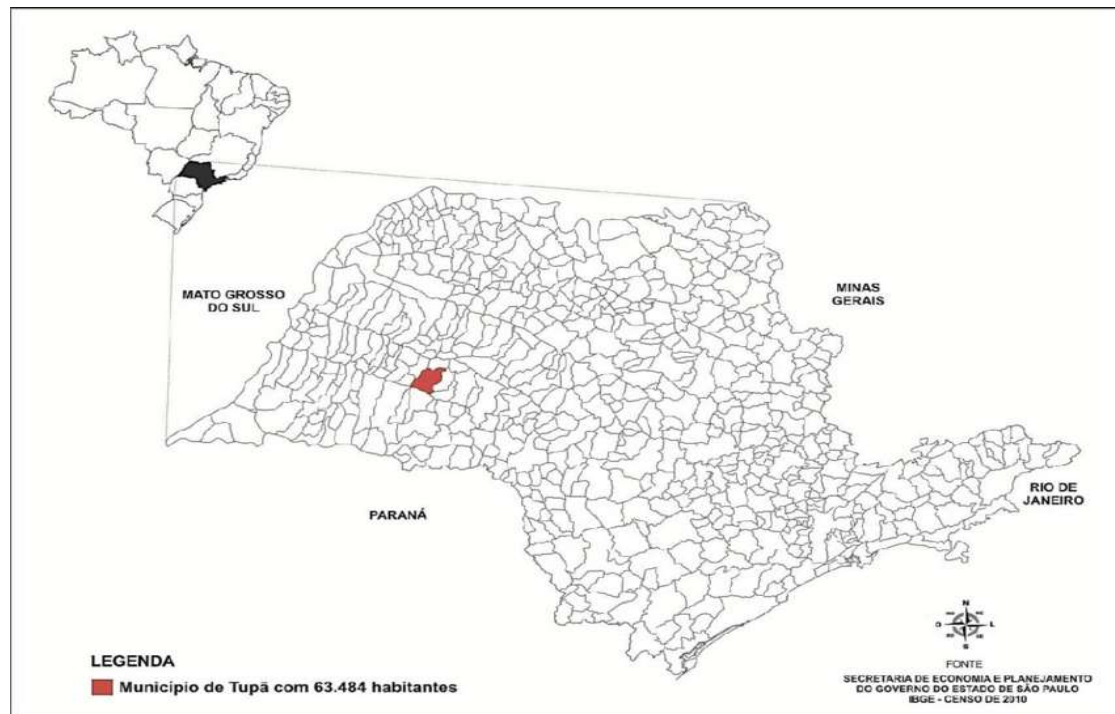 MATO GROSSO
DO SUL
MINAS
GERAIS
PARANÁ
RIO DE
JANEIRO
N
O
L
S
LEGENDA
Município de Tupã com 63.484 habitantes
FONTE
SECRETARIA DE ECONOMIA E PLANEJAMENTO
DO GOVERNO DO ESTADO DE SÃO PAULO
IBGE - CENSO DE 2010